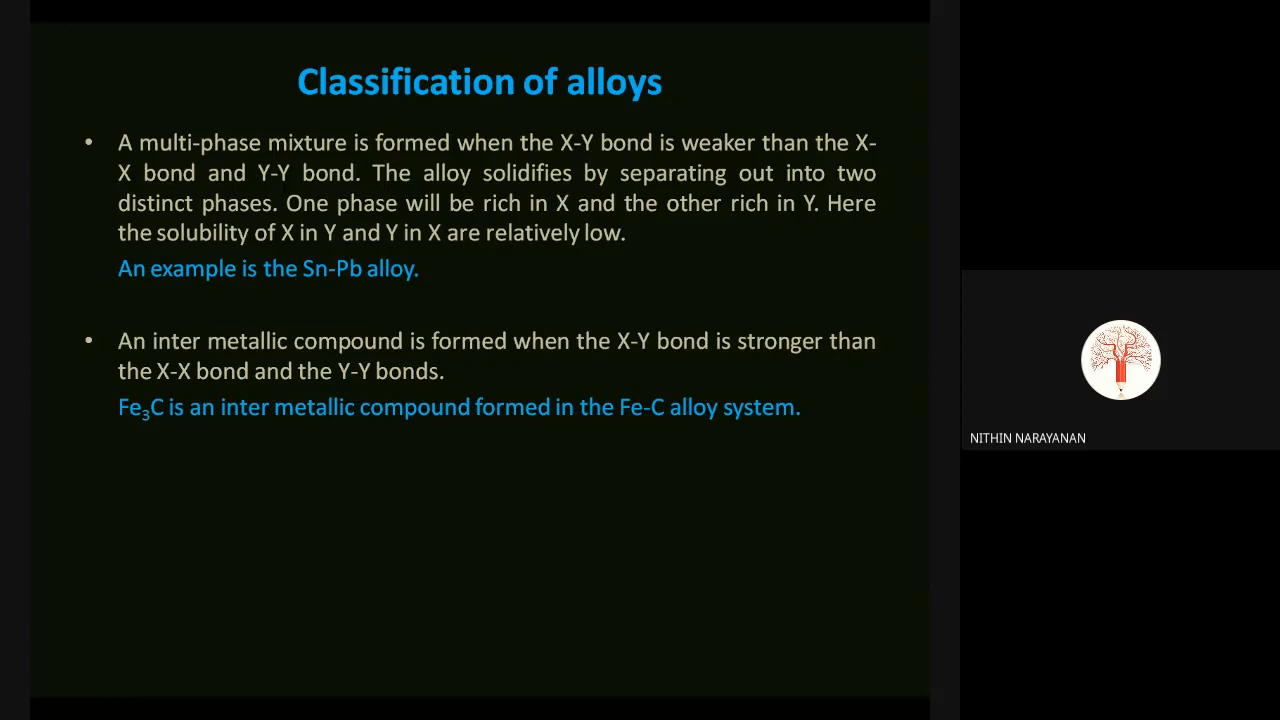 Classification of alloys
• A multi-phase mixture is formed when the X-Y bond is weaker than the X-
X bond and Y-Y bond. The alloy solidifies by separating out into two
distinct phases. One phase will be rich in X and the other rich in Y. Here
the solubility of X in Y and Y in X are relatively low.
An example is the Sn-Pb alloy.
• An inter metallic compound is formed when the X-Y bond is stronger than
the X-X bond and the Y-Y bonds.
Fe₃C is an inter metallic compound formed in the Fe-C alloy system.
NITHIN NARAYANAN